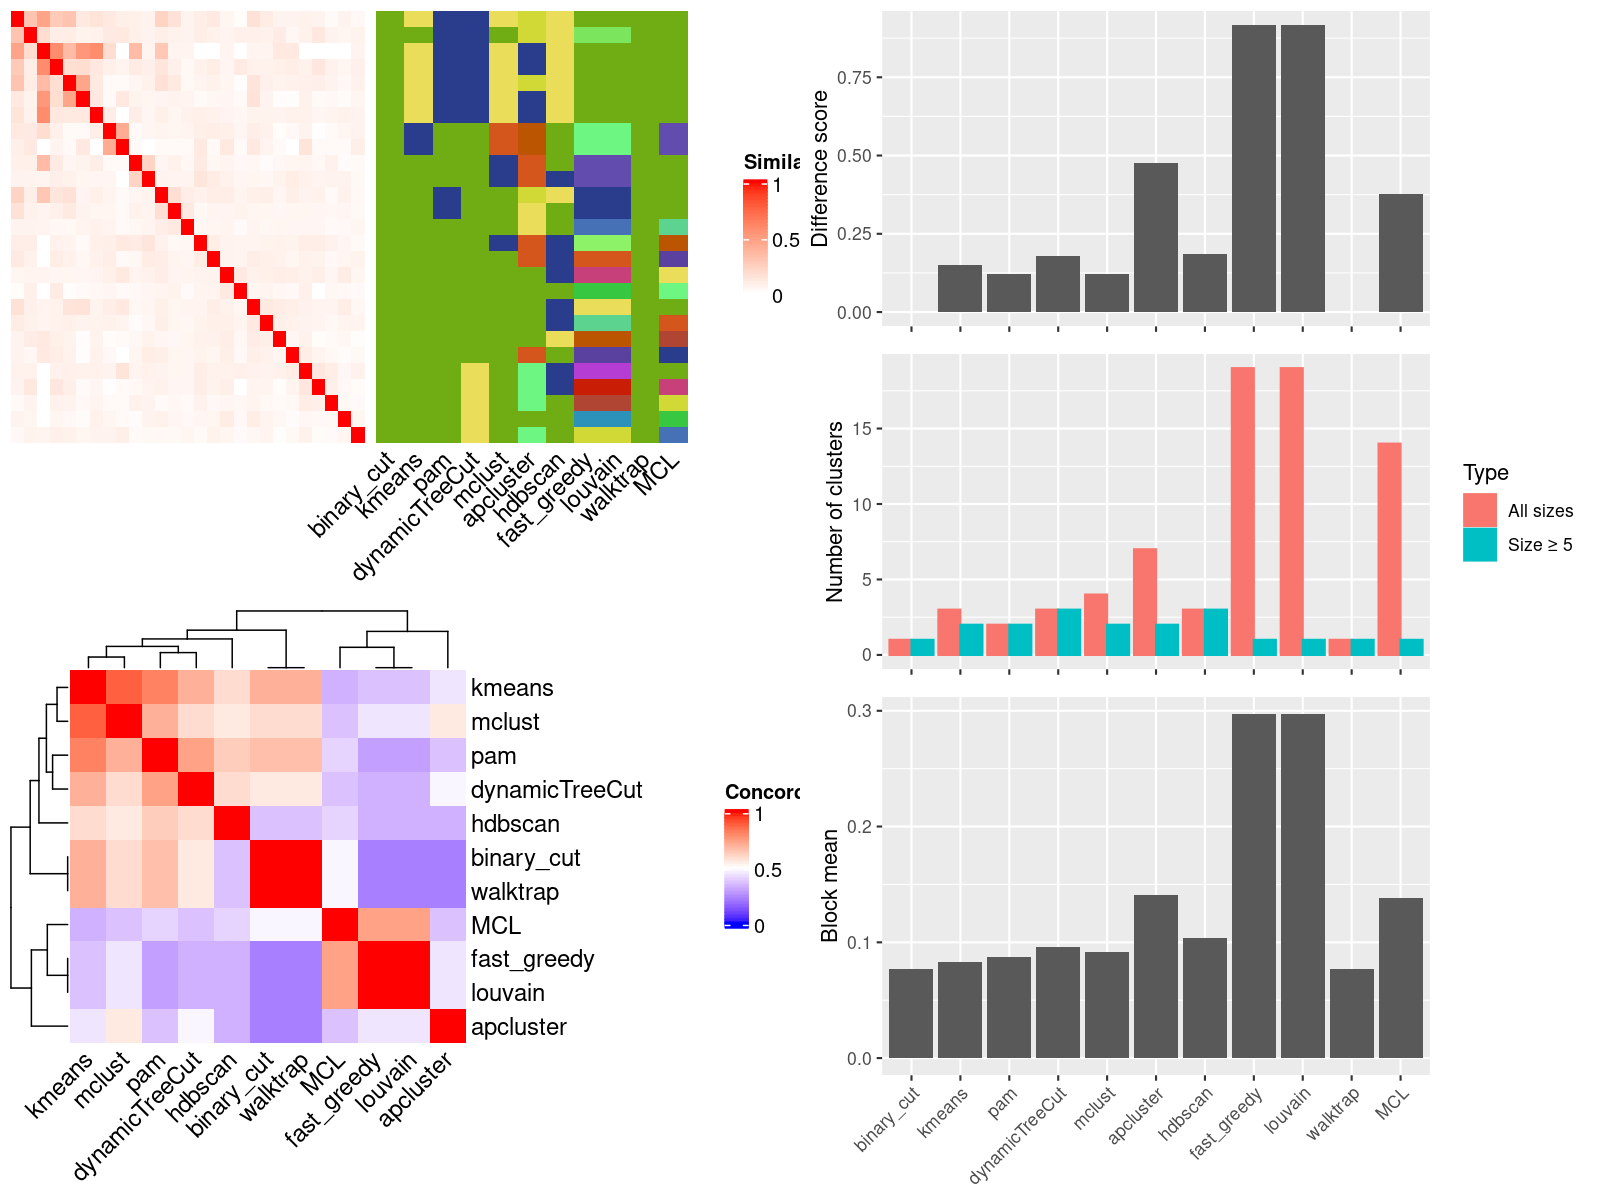 Simila
1
0.5
0
binary_cut
kmeans
pam
dynamicTreeCut
mclust
apcluster
hdbscan
fast_greedy
louvain
walktrap
MCL
kmeans
mclust
pam
dynamicTreeCut
hdbscan
binary_cut
walktrap
MCL
fast_greedy
louvain
apcluster
Concord
1
0.5
0
kmeans
mclust
pam
dynamicTreeCut
hdbscan
binary_cut
walktrap
MCL
fast_greedy
louvain
apcluster
Difference score
0.75
0.50
0.25
0.00
Number of clusters
15
10
5
0
Type
All sizes
Size ≥ 5
Block mean
0.3
0.2
0.1
0.0
binary_cut
kmeans
pam
dynamicTreeCut
mclust
apcluster
hdbscan
fast_greedy
louvain
walktrap
MCL